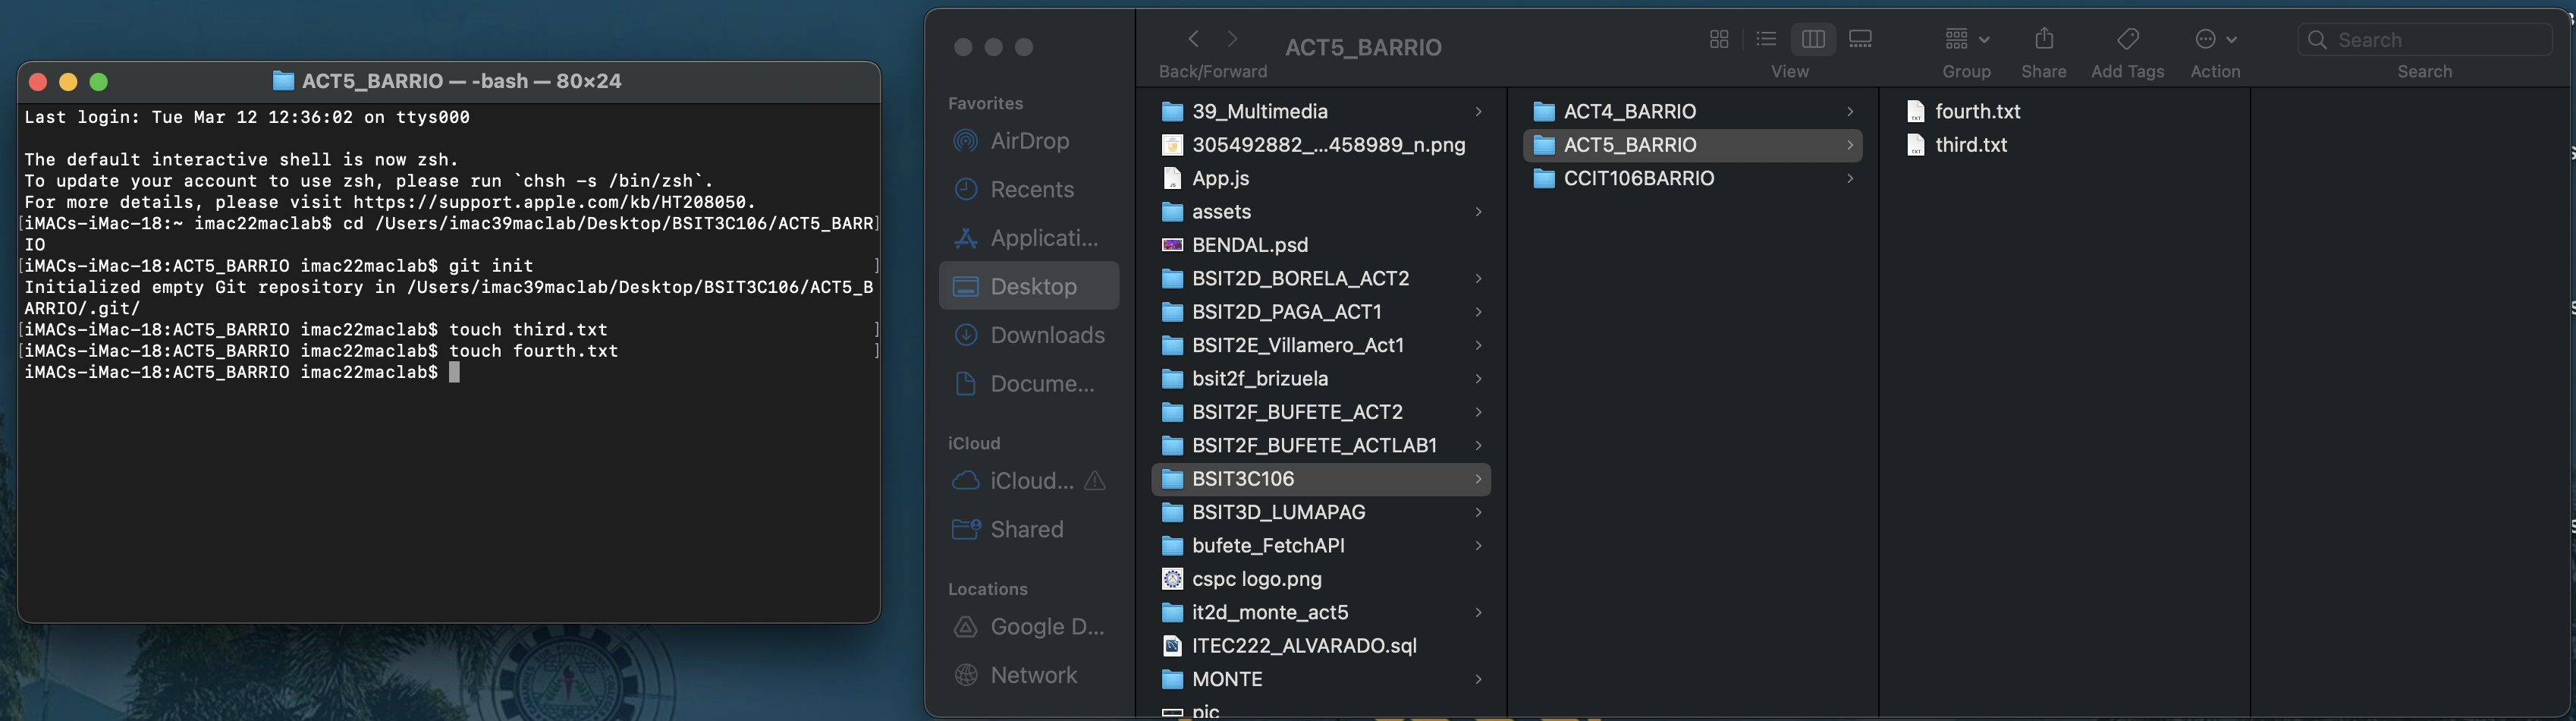 ACT5_BARRIO — -bash — 80×24
Last login: Tue Mar 12 12:36:02 on ttys000
The default interactive shell is now zsh.
To update your account to use zsh, please run `chsh -s /bin/zsh`.
For more details, please visit https://support.apple.com/kb/HT208050.
[iMACs-iMac-18:~ imac22maclab$ cd /Users/imac39maclab/Desktop/BSIT3C106/ACT5_BARR]
IO
[iMACs-iMac-18:ACT5_BARRIO imac22maclab$ git init ]
Initialized empty Git repository in /Users/imac39maclab/Desktop/BSIT3C106/ACT5_B
ARRIO/.git/
[iMACs-iMac-18:ACT5_BARRIO imac22maclab$ touch third.txt ]
[iMACs-iMac-18:ACT5_BARRIO imac22maclab$ touch fourth.txt ]
iMACs-iMac-18:ACT5_BARRIO imac22maclab$
Back/Forward
ACT5_BARRIO
View
Group
Share
Add Tags
Action
Search
Search
Favorites
AirDrop
Recents
Applicati...
Desktop
Downloads
Docume...
iCloud
iCloud...
Shared
Locations
Google D...
Network
39_Multimedia
305492882_...458989_n.png
App.js
assets
BENDAL.psd
BSIT2D_BORELA_ACT2
BSIT2D_PAGA_ACT1
BSIT2E_Villamero_Act1
bsit2f_brizuela
BSIT2F_BUFETE_ACT2
BSIT2F_BUFETE_ACTLAB1
BSIT3C106
BSIT3D_LUMAPAG
bufete_FetchAPI
cspc logo.png
it2d_monte_act5
ITEC222_ALVARADO.sql
MONTE
pic
ACT4_BARRIO
ACT5_BARRIO
CCIT106BARRIO
fourth.txt
third.txt